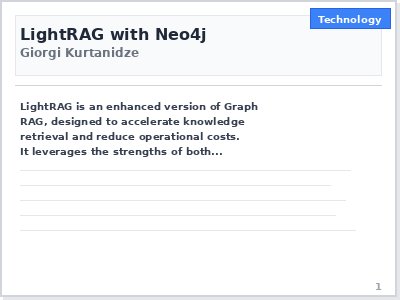 Technology
LightRAG with Neo4j
Giorgi Kurtanidze
LightRAG is an enhanced version of Graph
RAG, designed to accelerate knowledge
retrieval and reduce operational costs.
It leverages the strengths of both...
1